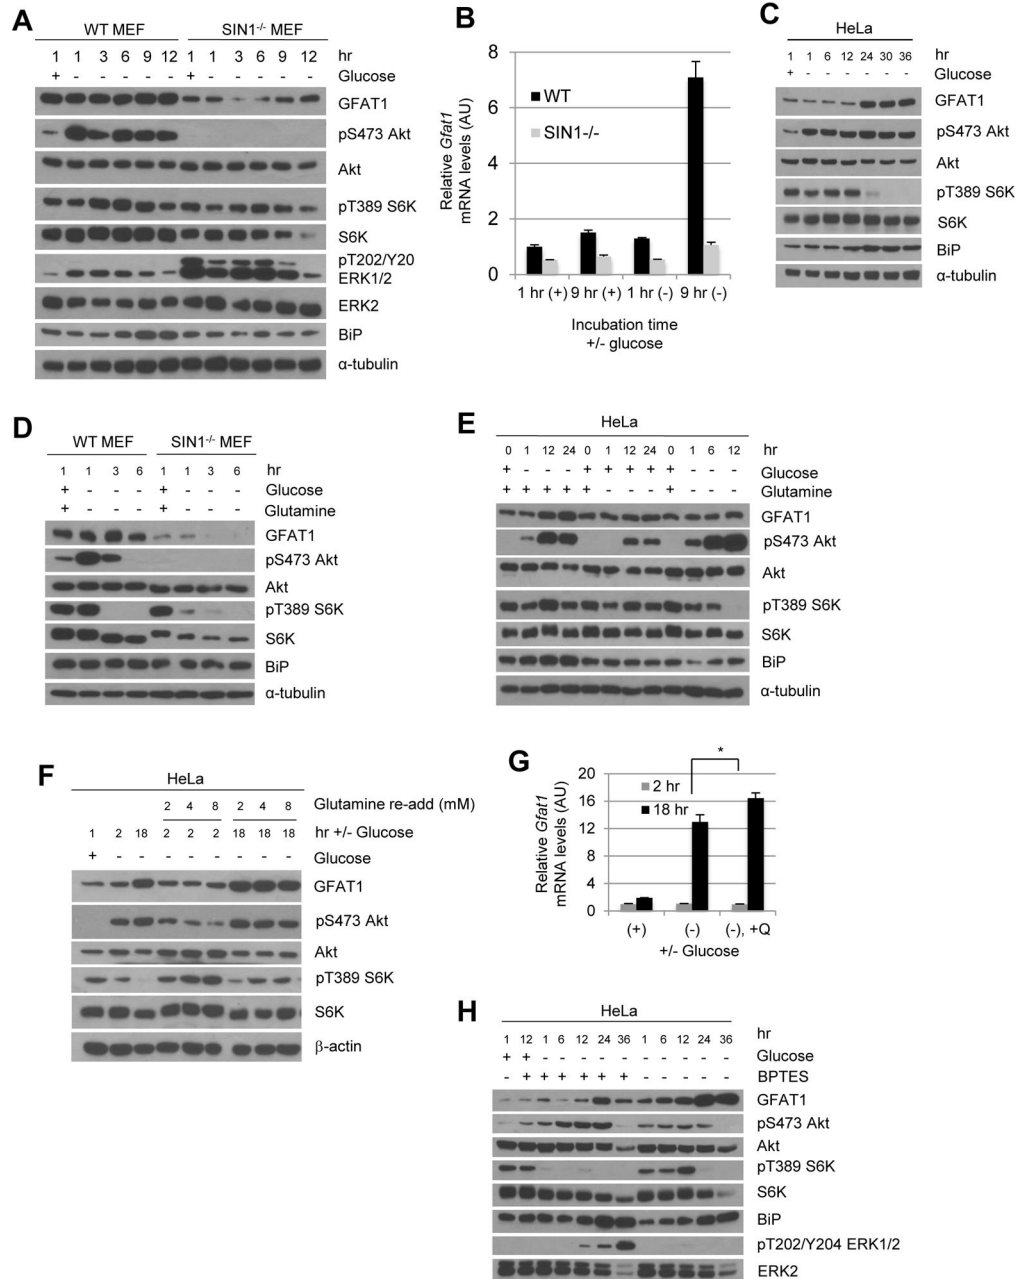 A
WT MEF SIN1-/- MEF
1 1 3 6 9 12 1 1 3 6 9 12 hr
+ - - - - - + - - - - - Glucose
GFAT1
pS473 Akt
Akt
pT389 S6K
S6K
pT202/Y20
ERK1/2
ERK2
BiP
α-tubulin
B
Relative Gfat1
mRNA levels (AU)
8
6
4
2
0
WT
SIN1-/-
1 hr (+) 9 hr (+) 1 hr (-) 9 hr (-)
Incubation time
+/- glucose
C
HeLa
1 1 6 12 24 30 36 hr
+ - - - - - - Glucose
GFAT1
pS473 Akt
Akt
pT389 S6K
S6K
BiP
α-tubulin
D
WT MEF SIN1-/- MEF
1 1 3 6 1 1 3 6 hr
+ - - - + - - - Glucose
+ - - - + - - - Glutamine
GFAT1
pS473 Akt
Akt
pT389 S6K
S6K
BiP
α-tubulin
E
HeLa
0 1 12 24 0 1 12 24 0 1 6 12 hr
+ - - - + + + + + - - - Glucose
+ + + + + - - - + - - - Glutamine
GFAT1
pS473 Akt
Akt
pT389 S6K
S6K
BiP
α-tubulin
F
HeLa
2 4 8 2 4 8 Glutamine re-add (mM)
1 2 18 2 2 2 18 18 18 hr +/- Glucose
+ - - - - - - - - Glucose
GFAT1
pS473 Akt
Akt
pT389 S6K
S6K
β-actin
G
Relative Gfat1
mRNA levels (AU)
20
16
12
8
4
0
2 hr
18 hr
*
(+) (-) (-), +Q
+/- Glucose
H
HeLa
1 12 1 6 12 24 36 1 6 12 24 36 hr
+ + - - - - - - - - - - Glucose
- + + + + + + - - - - - BPTES
GFAT1
pS473 Akt
Akt
pT389 S6K
S6K
BiP
pT202/Y204 ERK1/2
ERK2